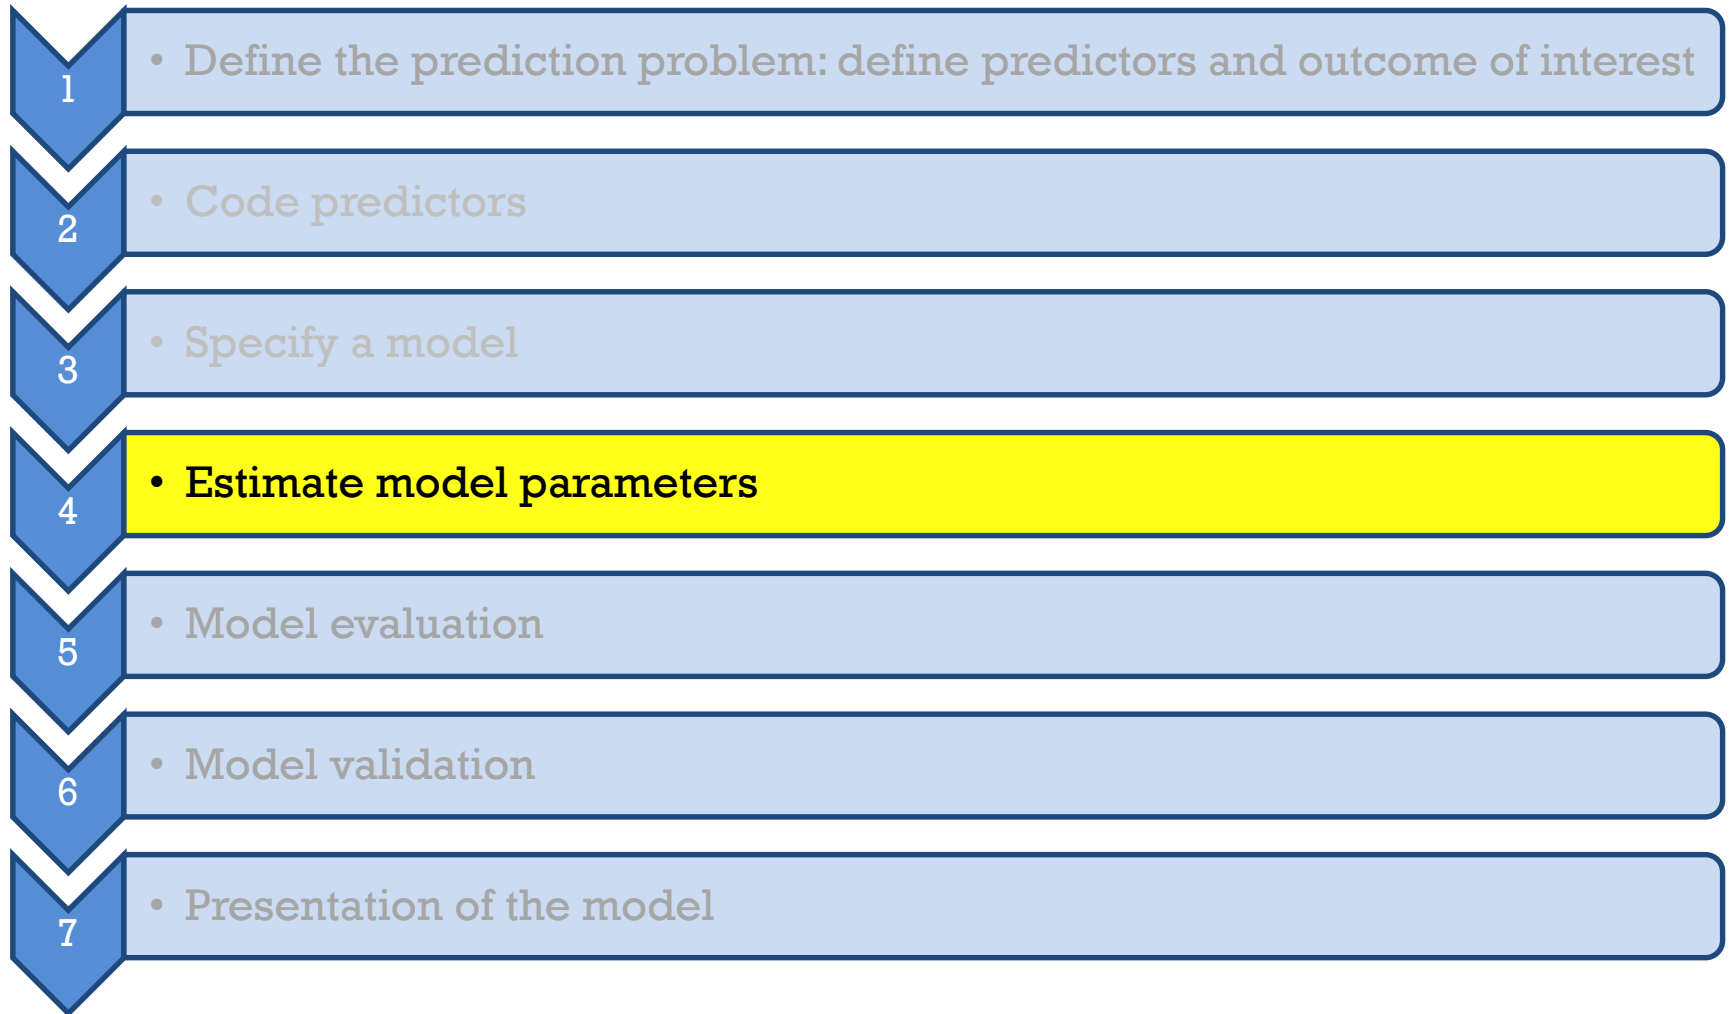 1
• Define the prediction problem: define predictors and outcome of interest
2
• Code predictors
3
• Specify a model
4
• Estimate model parameters
5
• Model evaluation
6
• Model validation
7
• Presentation of the model